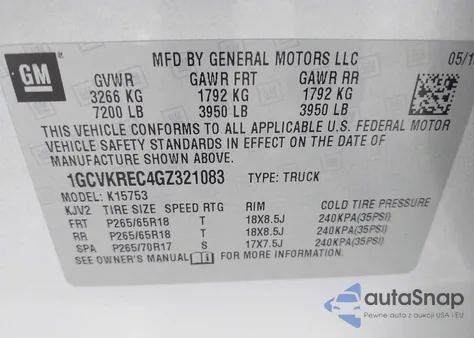 GM
MFD BY GENERAL MOTORS LLC 05/1
GVWR GAWR FRT GAWR RR
3266 KG 1792 KG 1792 KG
7200 LB 3950 LB 3950 LB
THIS VEHICLE CONFORMS TO ALL APPLICABLE U.S. FEDERAL MOTOR
VEHICLE SAFETY STANDARDS IN EFFECT ON THE DATE OF
MANUFACTURE SHOWN ABOVE.
1GCVKREC4GZ321083 TYPE: TRUCK
MODEL: K15753
KJV2 TIRE SIZE SPEED RTG RIM COLD TIRE PRESSURE
FRT P265/65R18 T 18X8.5J 240KPA(35PSI)
RR P265/65R18 T 18X8.5J 240KPA(35PSI)
SPA P265/70R17 S 17X7.5J 240KPA(35PSI)
SEE OWNER'S MANUAL FOR MORE INFORMATION.
autoSnap
Pewne auta z aukcji USA i EU